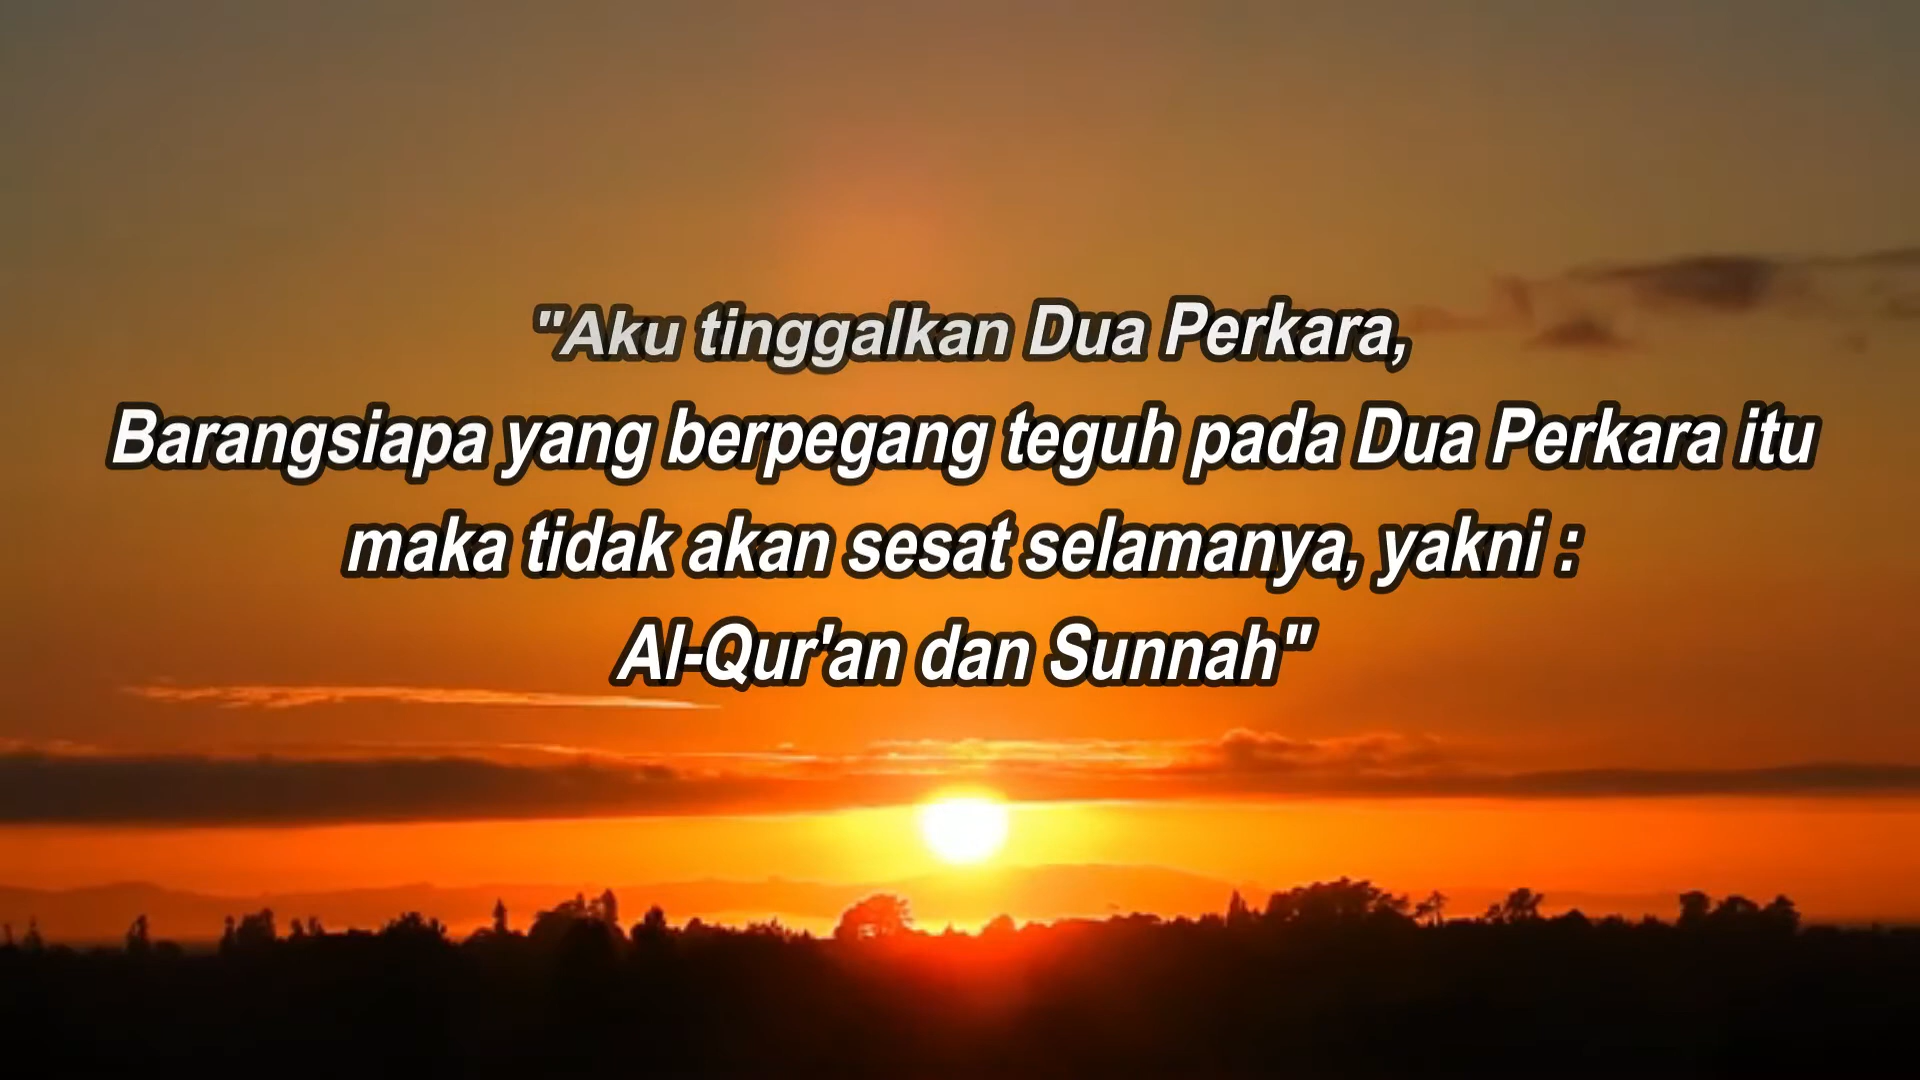 "Aku tinggalkan Dua Perkara,
Barangsiapa yang berpegang teguh pada Dua Perkara itu
maka tidak akan sesat selamanya, yakni :
Al-Qur'an dan Sunnah"